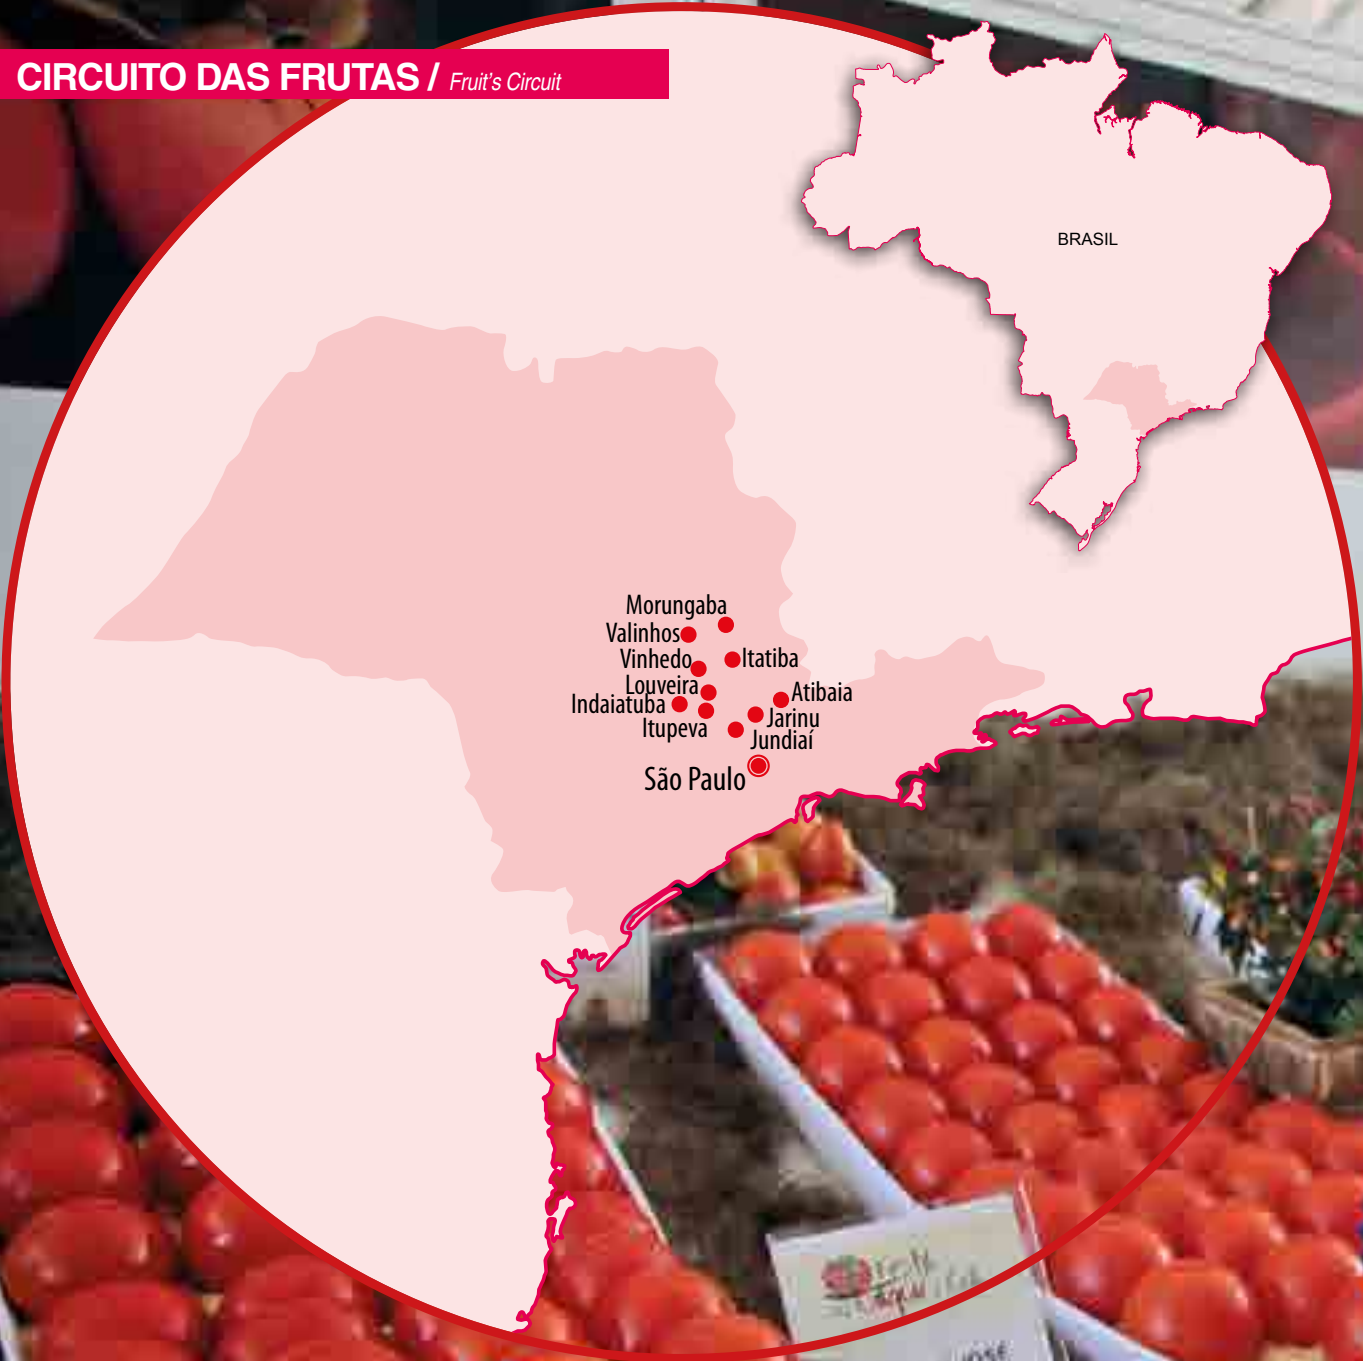 CIRCUITO DAS FRUTAS / Fruit's Circuit
BRASIL
Morungaba
Valinhos
Vinhedo
Itatiba
Louveira
Atibaia
Indaiatuba
Jarinu
Itupeva
Jundiaí
São Paulo